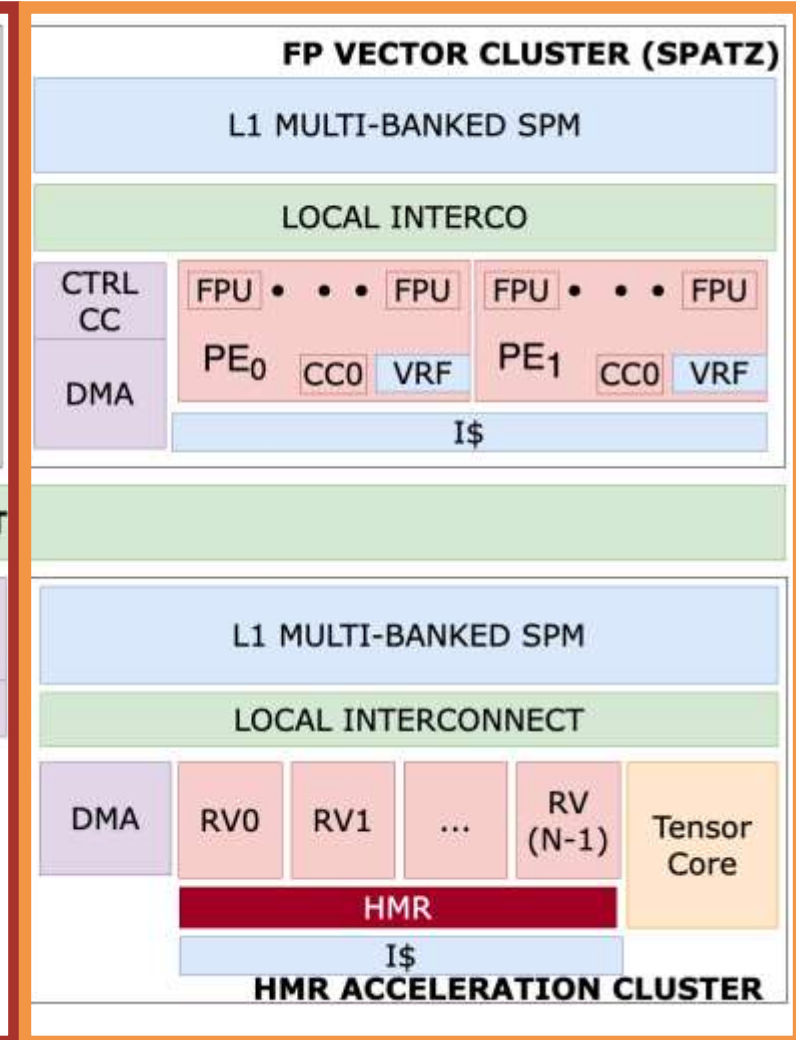 FP VECTOR CLUSTER (SPATZ)
L1 MULTI-BANKED SPM
LOCAL INTERCO
CTRL
CC
DMA
FPU • • • FPU
PE0 CC0 VRF
FPU • • • FPU
PE1 CC0 VRF
I$
T
L1 MULTI-BANKED SPM
LOCAL INTERCONNECT
DMA
RV0
RV1
...
RV
(N-1)
Tensor
Core
HMR
I$
HMR ACCELERATION CLUSTER